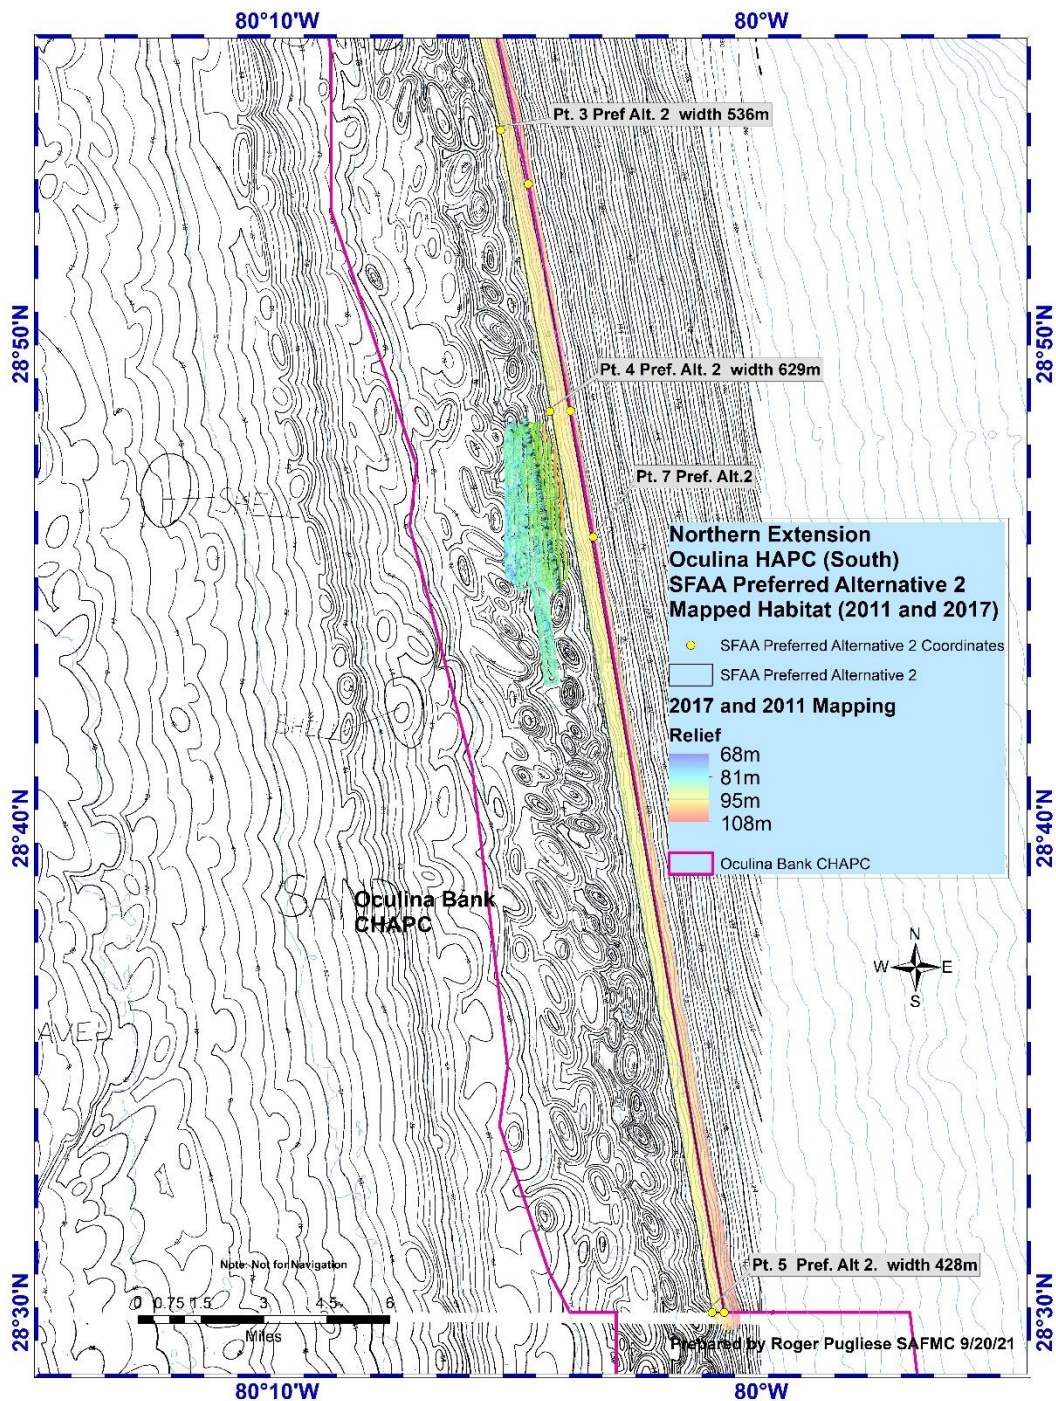 80°10'W 80°W
Pt. 3 Pref Alt. 2 width 536m
28°50'N 28°50'N
Pt. 4 Pref. Alt. 2 width 629m
Pt. 7 Pref. Alt.2
SHELL
Northern Extension
Oculina HAPC (South)
SFAA Preferred Alternative 2
Mapped Habitat (2011 and 2017)
SFAA Preferred Alternative 2 Coordinates
SFAA Preferred Alternative 2
2017 and 2011 Mapping
Relief
68m
81m
95m
108m
Oculina Bank CHAPC
SHELL
28°40'N 28°40'N
SAND
Oculina Bank
CHAPC
N
W E
S
AVEL
Pt. 5 Pref. Alt 2. width 428m
Note: Not for Navigation
0 0.75 1.5 3 4.5 6
Miles
28°30'N 28°30'N
Prepared by Roger Pugliese SAFMC 9/20/21
80°10'W 80°W